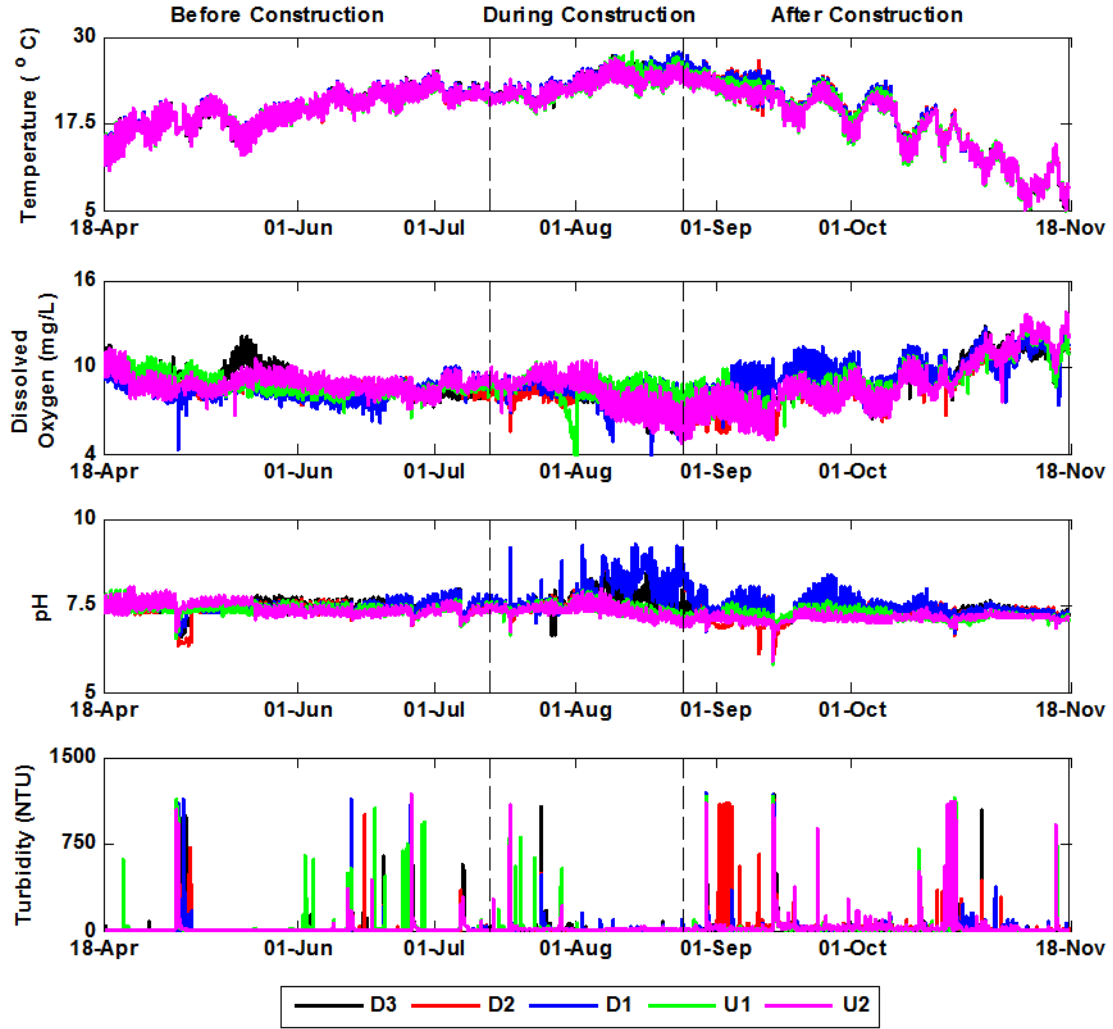 Before Construction During Construction After Construction
30
17.5
5
Temperature ( ° C)
18-Apr 01-Jun 01-Jul 01-Aug 01-Sep 01-Oct 18-Nov
16
10
4
Dissolved
Oxygen (mg/L)
18-Apr 01-Jun 01-Jul 01-Aug 01-Sep 01-Oct 18-Nov
10
7.5
5
pH
18-Apr 01-Jun 01-Jul 01-Aug 01-Sep 01-Oct 18-Nov
1500
750
0
Turbidity (NTU)
18-Apr 01-Jun 01-Jul 01-Aug 01-Sep 01-Oct 18-Nov
D3 D2 D1 U1 U2